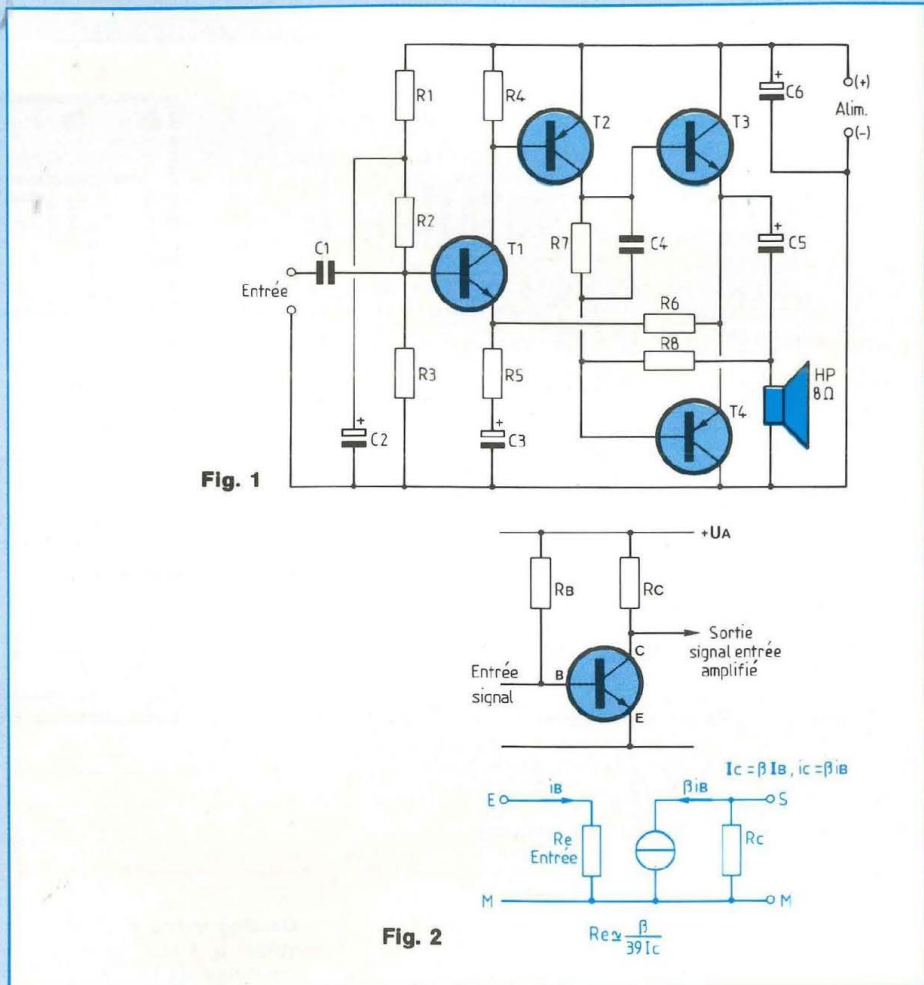 R1
R4
T2
T3
C6
(+)
Alim.
(-)
R2
C1
T1
R7
C4
C5
Entrée
R6
R8
R3
R5
HP
8Ω
T4
C2
C3
Fig. 1
+UA
RB
RC
C
Sortie
signal entrée
amplifié
Entrée
signal
B
E
Ic = βIB, ic = βiB
E
iB
βiB
S
Re
Entrée
Rc
M
M
Re ≃ β
39 Ic
Fig. 2